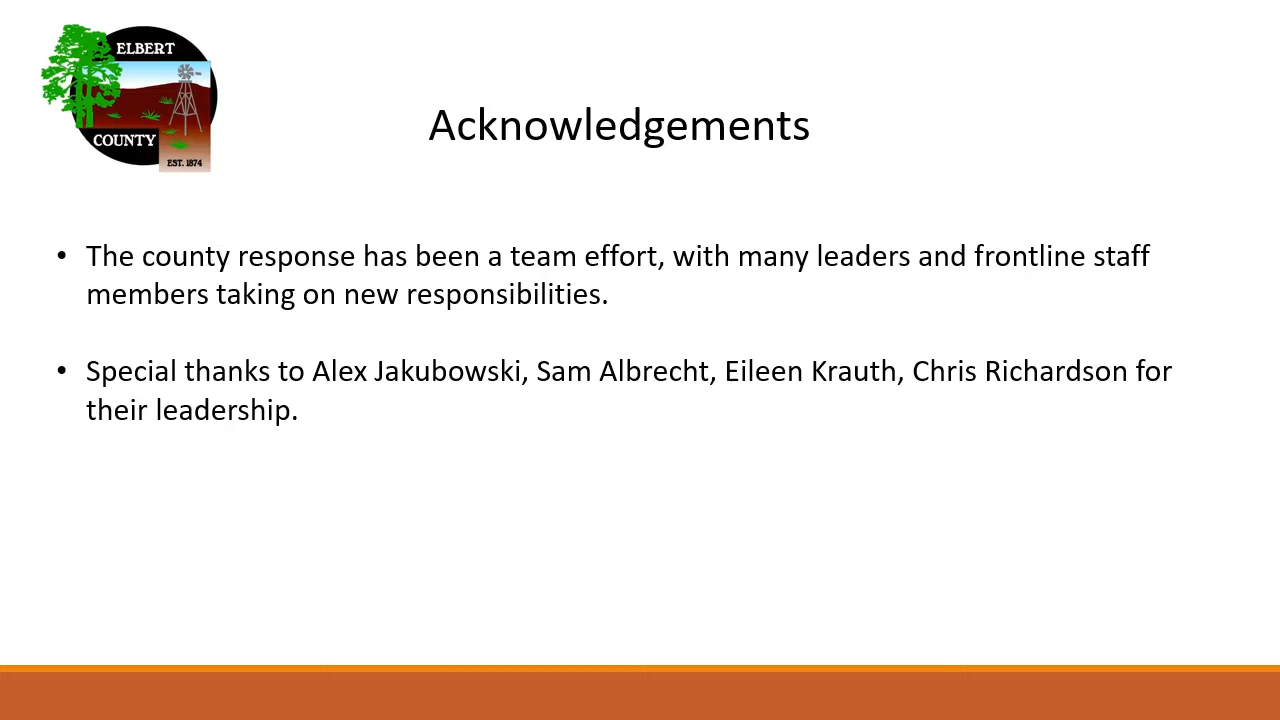 ELBERT
COUNTY
EST. 1874
Acknowledgements
• The county response has been a team effort, with many leaders and frontline staff
members taking on new responsibilities.
• Special thanks to Alex Jakubowski, Sam Albrecht, Eileen Krauth, Chris Richardson for
their leadership.